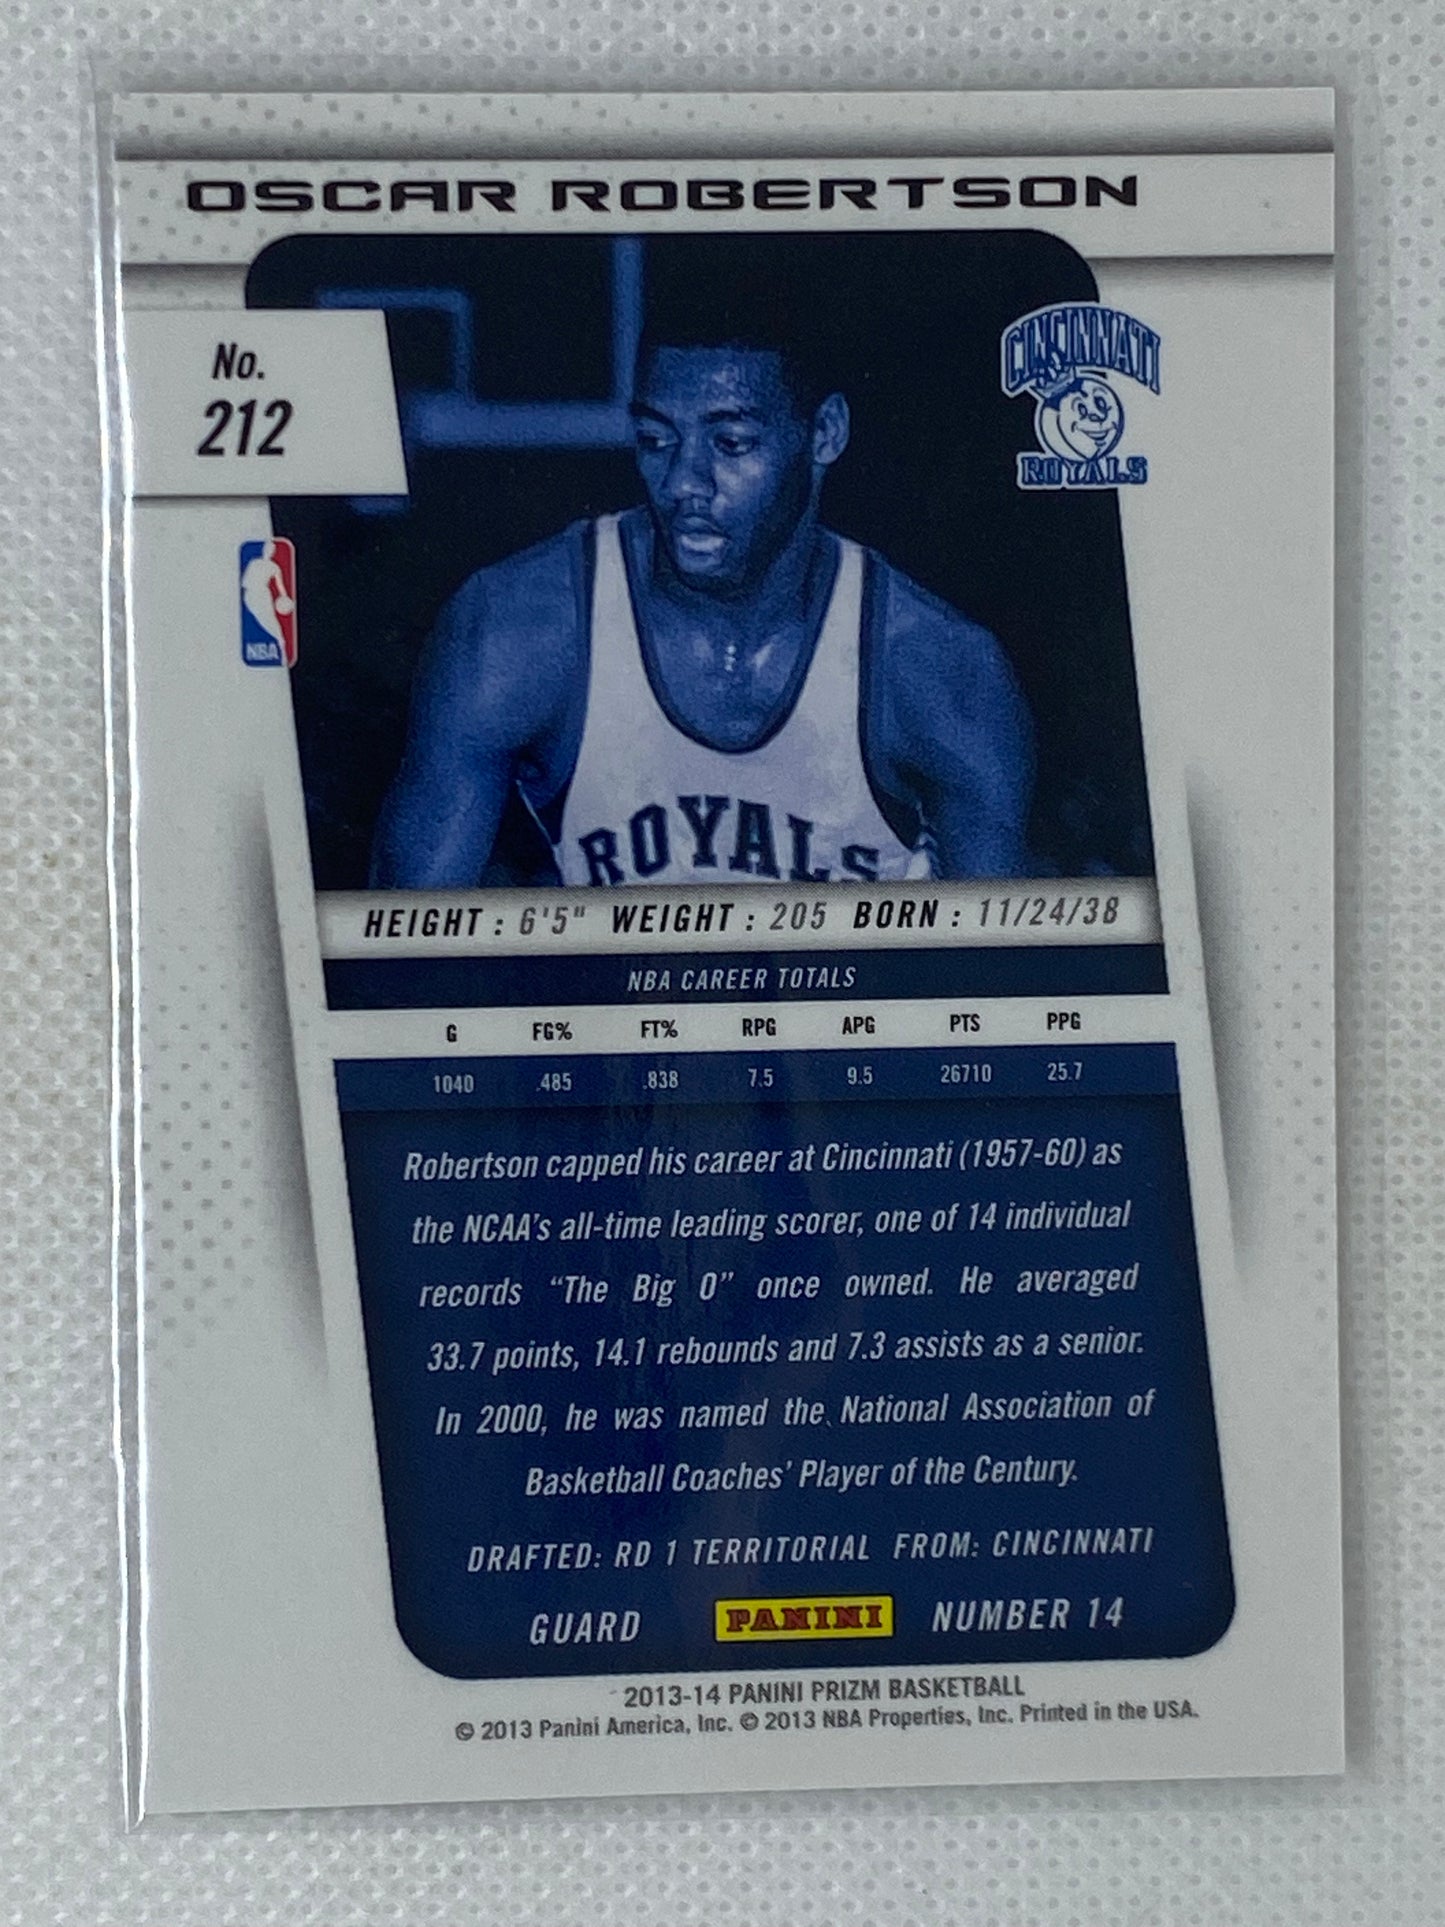 OSCAR ROBERTSON
No.
212
CINCINNATI
ROYALS
NBA
ROYALS
HEIGHT : 6'5" WEIGHT : 205 BORN : 11/24/38
NBA CAREER TOTALS
G FG% FT% RPG APG PTS PPG
1040 .485 .838 7.5 9.5 26710 25.7
Robertson capped his career at Cincinnati (1957-60) as
the NCAA's all-time leading scorer, one of 14 individual
records “The Big O” once owned. He averaged
33.7 points, 14.1 rebounds and 7.3 assists as a senior.
In 2000, he was named the National Association of
Basketball Coaches’ Player of the Century.
DRAFTED: RD 1 TERRITORIAL FROM: CINCINNATI
GUARD PANINI NUMBER 14
2013-14 PANINI PRIZM BASKETBALL
© 2013 Panini America, Inc. © 2013 NBA Properties, Inc. Printed in the USA.